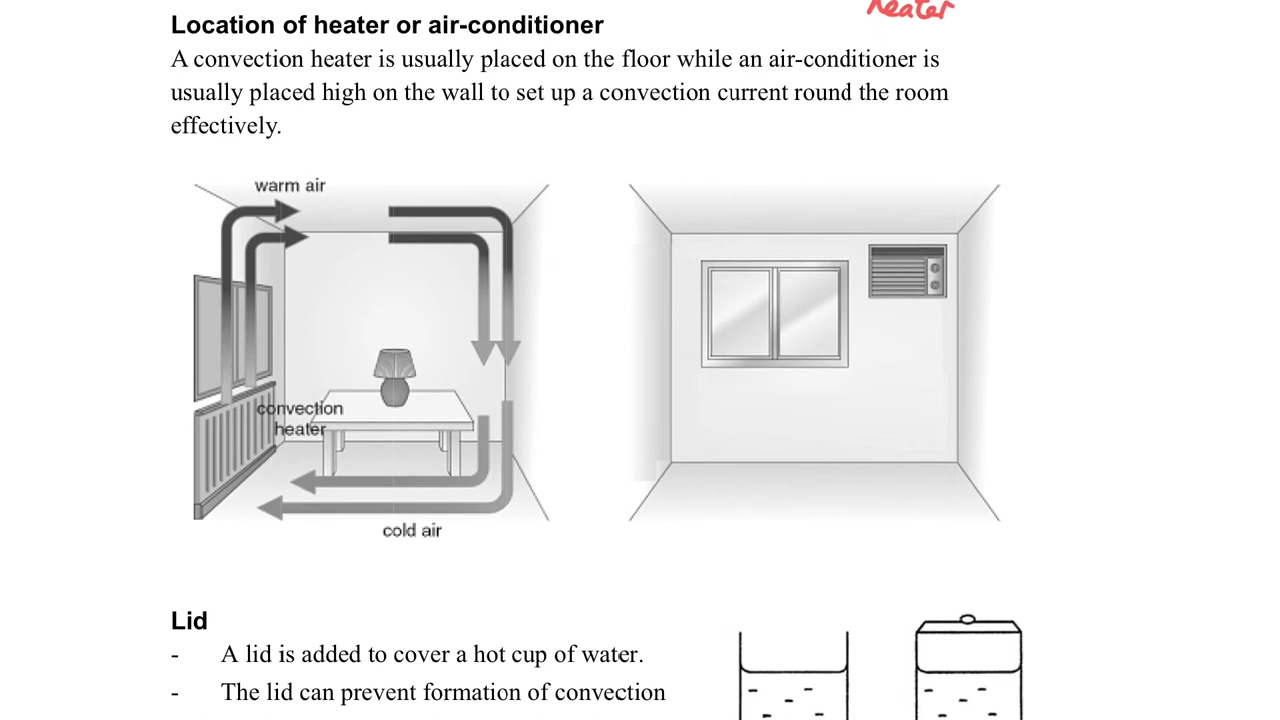 heater
Location of heater or air-conditioner
A convection heater is usually placed on the floor while an air-conditioner is
usually placed high on the wall to set up a convection current round the room
effectively.
warm air
convection
heater
cold air
Lid
- A lid is added to cover a hot cup of water.
- The lid can prevent formation of convection